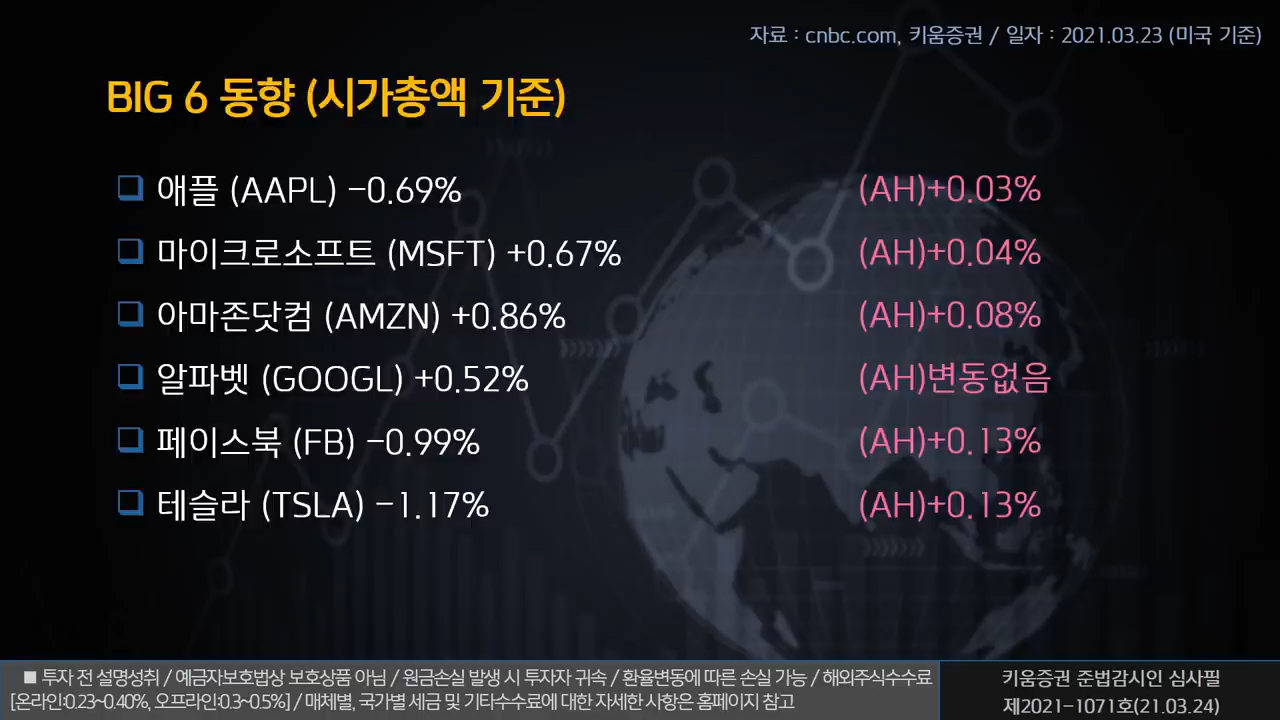 자료 : cnbc.com, 키움증권 / 일자 : 2021.03.23 (미국 기준)
BIG 6 동향 (시가총액 기준)
애플 (AAPL) -0.69% (AH)+0.03%
마이크로소프트 (MSFT) +0.67% (AH)+0.04%
아마존닷컴 (AMZN) +0.86% (AH)+0.08%
알파벳 (GOOGL) +0.52% (AH)변동없음
페이스북 (FB) -0.99% (AH)+0.13%
테슬라 (TSLA) -1.17% (AH)+0.13%
■ 투자 전 설명성취 / 예금자보호법상 보호상품 아님 / 원금손실 발생 시 투자자 귀속 / 환율변동에 따른 손실 가능 / 해외주식수수료
[온라인:0.23~0.40%, 오프라인:0.3~0.5%] / 매체별, 국가별 세금 및 기타수수료에 대한 자세한 사항은 홈페이지 참고
키움증권 준법감시인 심사필
제2021-1071호(21.03.24)